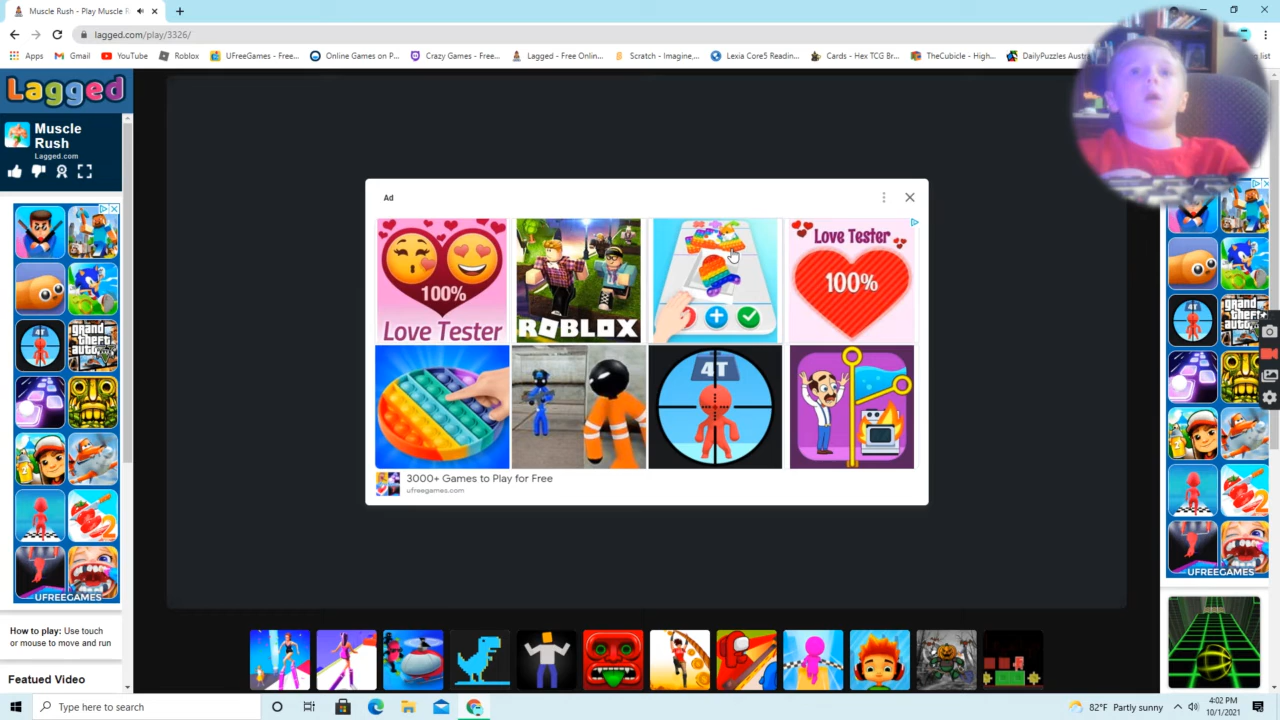 Muscle Rush - Play Muscle R
lagged.com/play/3326/
Apps
Gmail
YouTube
Roblox
UFreeGames - Free...
Online Games on P...
Crazy Games - Free...
Lagged - Free Onlin...
Scratch - Imagine,...
Lexia Core5 Readin...
Cards - Hex TCG Br...
TheCubicle - High...
DailyPuzzles Aust
Lagged
Muscle
Rush
Lagged.com
Ad
100%
Love Tester
ROBLOX
Love Tester
100%
4T
3000+ Games to Play for Free
ufreegames.com
UFREEGAMES
UFREEGAMES
How to play: Use touch
or mouse to move and run
Featued Video
Type here to search
82°F Partly sunny
4:02 PM
10/1/2021